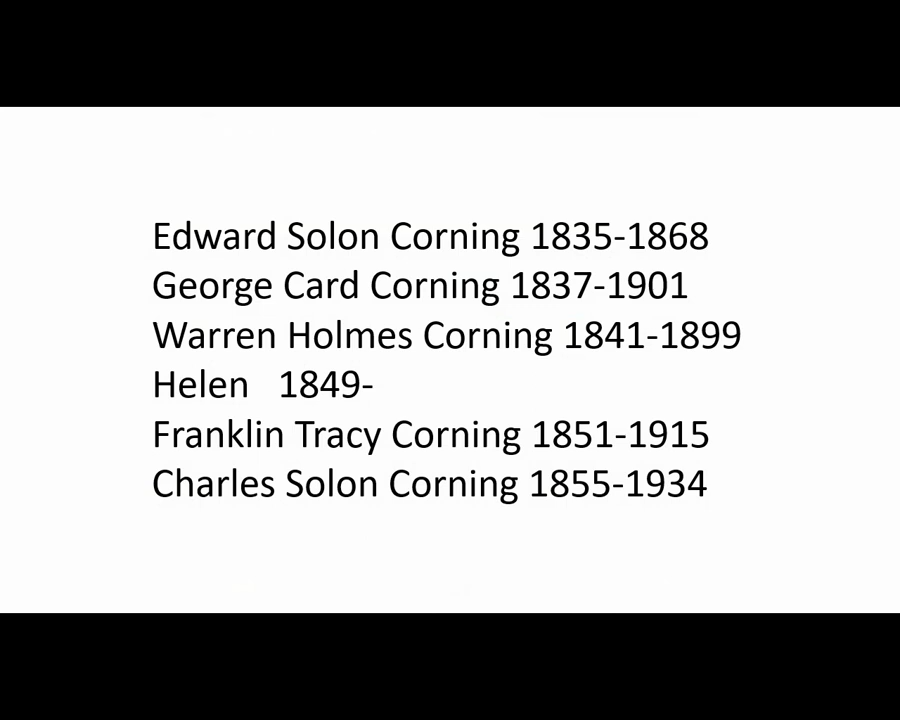 Edward Solon Corning 1835-1868
George Card Corning 1837-1901
Warren Holmes Corning 1841-1899
Helen   1849-
Franklin Tracy Corning 1851-1915
Charles Solon Corning 1855-1934